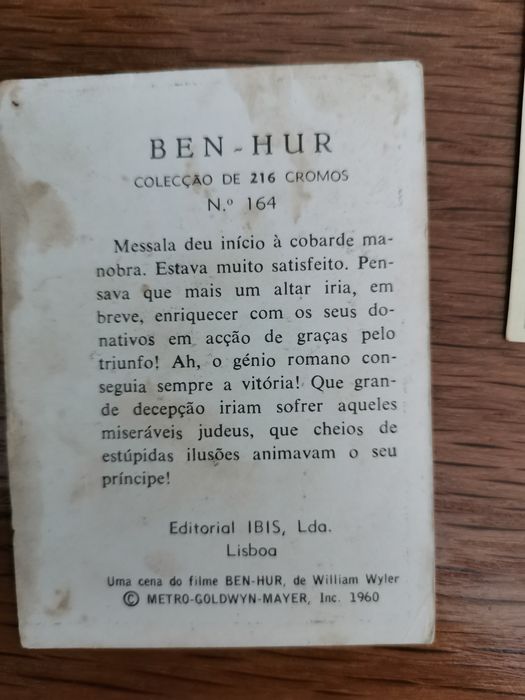 BEN-HUR
COLECÇÃO DE 216 CROMOS
N.º 164
Messala deu início à cobarde ma-
nobra. Estava muito satisfeito. Pen-
sava que mais um altar iria, em
breve, enriquecer com os seus do-
nativos em acção de graças pelo
triunfo! Ah, o génio romano con-
seguia sempre a vitória! Que gran-
de decepção iriam sofrer aqueles
miseráveis judeus, que cheios de
estúpidas ilusões animavam o seu
príncipe!
Editorial IBIS, Lda.
Lisboa
Uma cena do filme BEN-HUR, de William Wyler
© METRO-GOLDWYN-MAYER, Inc. 1960